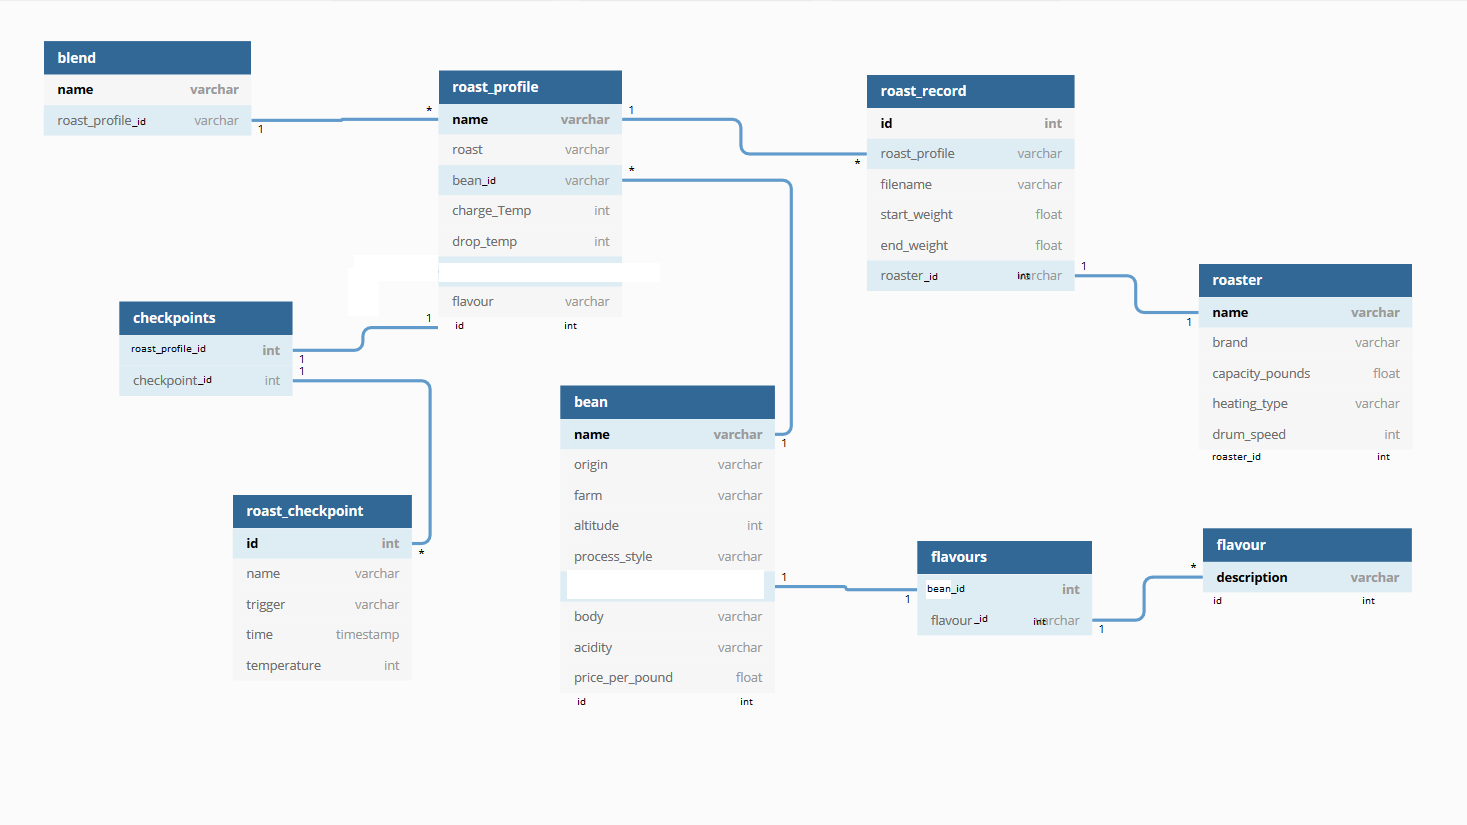 blend
name varchar
roast_profile_id varchar
1
*
roast_profile
name varchar
roast varchar
bean_id varchar
charge_Temp int
drop_temp int
flavour varchar
id int
1
*
1
roast_record
id int
roast_profile varchar
filename varchar
start_weight float
end_weight float
roaster_id int
*
1
roaster
name varchar
brand varchar
capacity_pounds float
heating_type varchar
drum_speed int
roaster_id int
1
checkpoints
roast_profile_id int
checkpoint_id int
1
1
roast_checkpoint
id int
name varchar
trigger varchar
time timestamp
temperature int
*
bean
name varchar
origin varchar
farm varchar
altitude int
process_style varchar
body varchar
acidity varchar
price_per_pound float
id int
1
1
flavours
bean_id int
flavour_id int
1
1
flavour
description varchar
id int
*